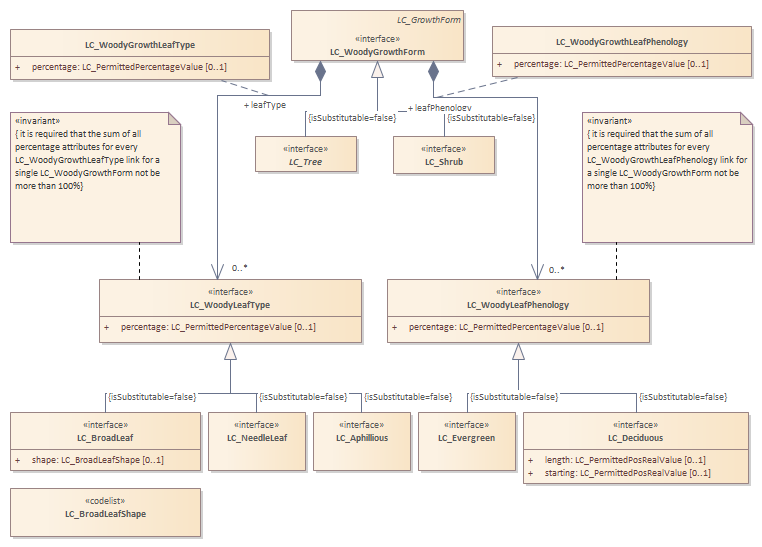 LC_GrowthForm
«interface»
LC_WoodyGrowthForm
LC_WoodyGrowthLeafType
+ percentage: LC_PermittedPercentageValue [0..1]
LC_WoodyGrowthLeafPhenology
+ percentage: LC_PermittedPercentageValue [0..1]
+ leafType
+ leafPhenology
{isSubstitutable=false}
{isSubstitutable=false}
«invariant»
{ it is required that the sum of all
percentage attributes for every
LC_WoodyGrowthLeafType link for a
single LC_WoodyGrowthForm not be
more than 100%}
«interface»
LC_Tree
«interface»
LC_Shrub
«invariant»
{ it is required that the sum of all
percentage attributes for every
LC_WoodyGrowthLeafPhenology link for
a single LC_WoodyGrowthForm not be
more than 100%}
0..*
0..*
«interface»
LC_WoodyLeafType
+ percentage: LC_PermittedPercentageValue [0..1]
«interface»
LC_WoodyLeafPhenology
+ percentage: LC_PermittedPercentageValue [0..1]
{isSubstitutable=false}
{isSubstitutable=false}
{isSubstitutable=false}
{isSubstitutable=false}
{isSubstitutable=false}
«interface»
LC_BroadLeaf
+ shape: LC_BroadLeafShape [0..1]
«interface»
LC_NeedleLeaf
«interface»
LC_Aphillious
«interface»
LC_Evergreen
«interface»
LC_Deciduous
+ length: LC_PermittedPosRealValue [0..1]
+ starting: LC_PermittedPosRealValue [0..1]
«codelist»
LC_BroadLeafShape